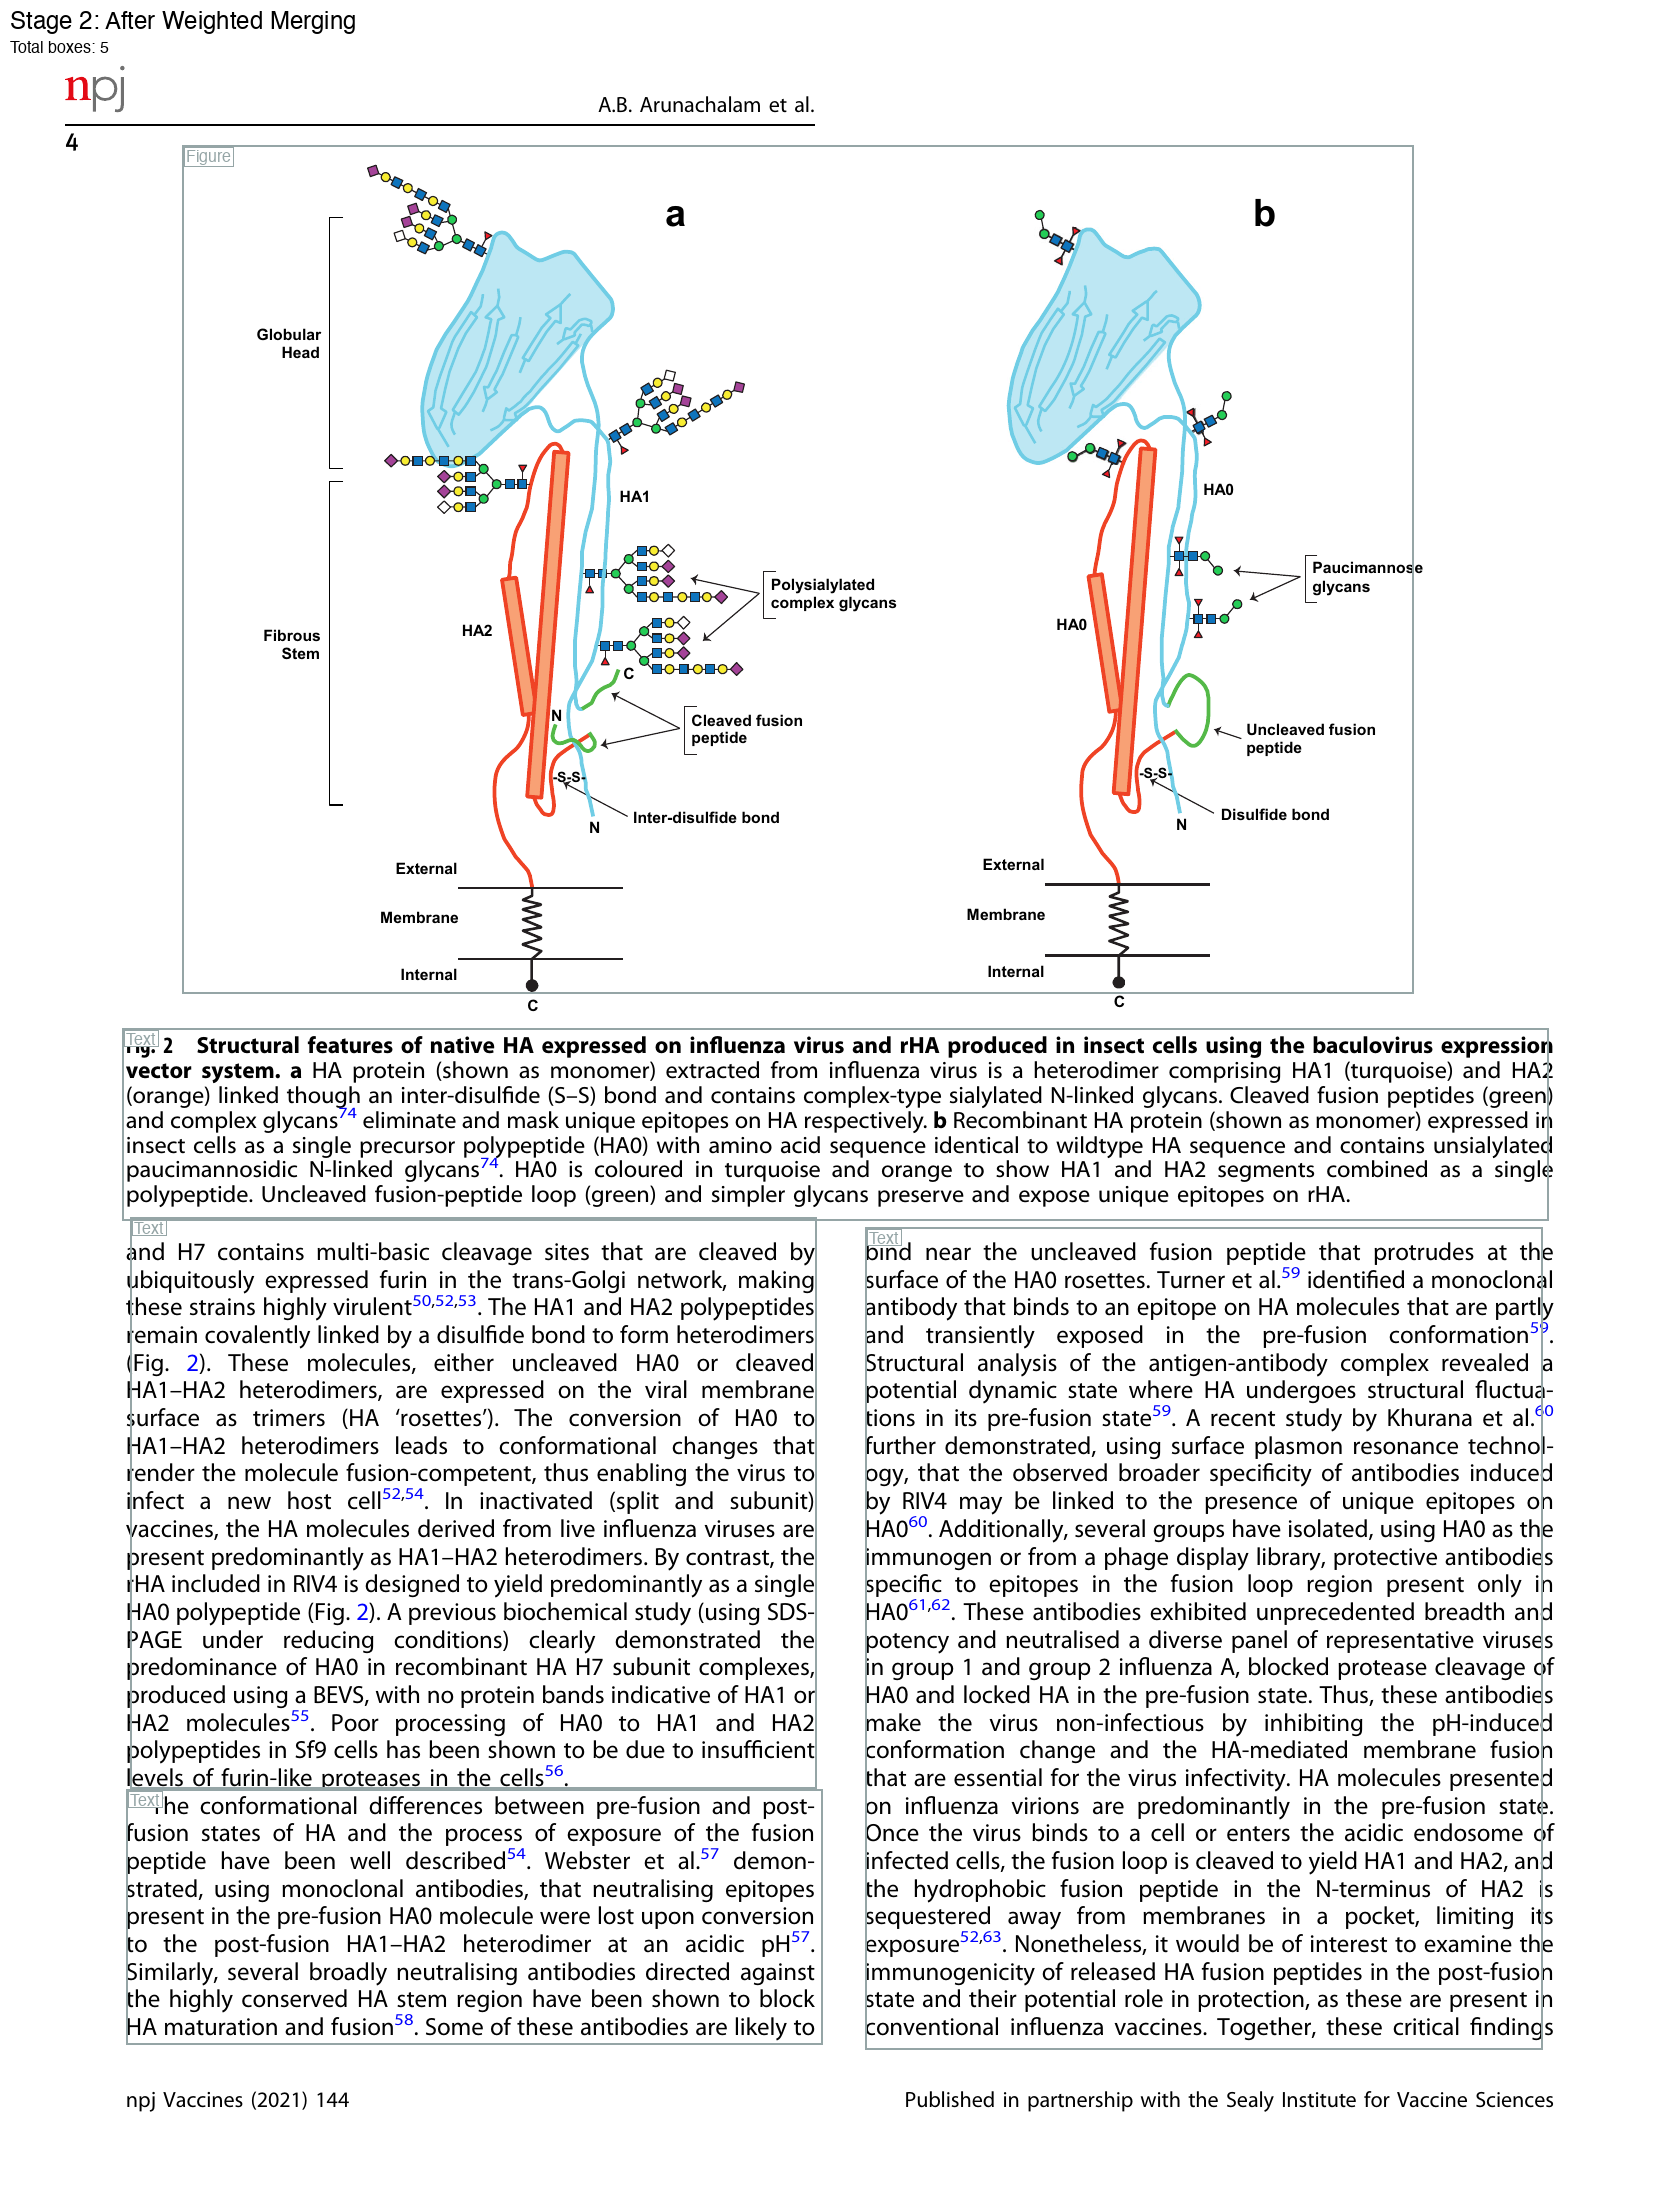 Stage 2: After Weighted Merging
Total boxes: 5
npj
A.B. Arunachalam et al.
4
Figure
a
b
Globular
Head
HA1
HA0
Polysialylated
complex glycans
Paucimannose
glycans
Fibrous
Stem
HA2
HA0
C
N
Cleaved fusion
peptide
Uncleaved fusion
peptide
-S-S-
-S-S-
Inter-disulfide bond
Disulfide bond
N
N
External
External
Membrane
Membrane
Internal
Internal
C
C
Text
Fig. 2 Structural features of native HA expressed on influenza virus and rHA produced in insect cells using the baculovirus expression
vector system. a HA protein (shown as monomer) extracted from influenza virus is a heterodimer comprising HA1 (turquoise) and HA2
(orange) linked though an inter-disulfide (S–S) bond and contains complex-type sialylated N-linked glycans. Cleaved fusion peptides (green)
and complex glycans74 eliminate and mask unique epitopes on HA respectively. b Recombinant HA protein (shown as monomer) expressed in
insect cells as a single precursor polypeptide (HA0) with amino acid sequence identical to wildtype HA sequence and contains unsialylated
paucimannosidic N-linked glycans74. HA0 is coloured in turquoise and orange to show HA1 and HA2 segments combined as a single
polypeptide. Uncleaved fusion-peptide loop (green) and simpler glycans preserve and expose unique epitopes on rHA.
Text
and H7 contains multi-basic cleavage sites that are cleaved by
ubiquitously expressed furin in the trans-Golgi network, making
these strains highly virulent50,52,53. The HA1 and HA2 polypeptides
remain covalently linked by a disulfide bond to form heterodimers
(Fig. 2). These molecules, either uncleaved HA0 or cleaved
HA1–HA2 heterodimers, are expressed on the viral membrane
surface as trimers (HA ‘rosettes’). The conversion of HA0 to
HA1–HA2 heterodimers leads to conformational changes that
render the molecule fusion-competent, thus enabling the virus to
infect a new host cell52,54. In inactivated (split and subunit)
vaccines, the HA molecules derived from live influenza viruses are
present predominantly as HA1–HA2 heterodimers. By contrast, the
rHA included in RIV4 is designed to yield predominantly as a single
HA0 polypeptide (Fig. 2). A previous biochemical study (using SDS-
PAGE under reducing conditions) clearly demonstrated the
predominance of HA0 in recombinant HA H7 subunit complexes,
produced using a BEVS, with no protein bands indicative of HA1 or
HA2 molecules55. Poor processing of HA0 to HA1 and HA2
polypeptides in Sf9 cells has been shown to be due to insufficient
levels of furin-like proteases in the cells56.
Text
The conformational differences between pre-fusion and post-
fusion states of HA and the process of exposure of the fusion
peptide have been well described54. Webster et al.57 demon-
strated, using monoclonal antibodies, that neutralising epitopes
present in the pre-fusion HA0 molecule were lost upon conversion
to the post-fusion HA1–HA2 heterodimer at an acidic pH57.
Similarly, several broadly neutralising antibodies directed against
the highly conserved HA stem region have been shown to block
HA maturation and fusion58. Some of these antibodies are likely to
Text
bind near the uncleaved fusion peptide that protrudes at the
surface of the HA0 rosettes. Turner et al.59 identified a monoclonal
antibody that binds to an epitope on HA molecules that are partly
and transiently exposed in the pre-fusion conformation59.
Structural analysis of the antigen-antibody complex revealed a
potential dynamic state where HA undergoes structural fluctua-
tions in its pre-fusion state59. A recent study by Khurana et al.60
further demonstrated, using surface plasmon resonance technol-
ogy, that the observed broader specificity of antibodies induced
by RIV4 may be linked to the presence of unique epitopes on
HA060. Additionally, several groups have isolated, using HA0 as the
immunogen or from a phage display library, protective antibodies
specific to epitopes in the fusion loop region present only in
HA061,62. These antibodies exhibited unprecedented breadth and
potency and neutralised a diverse panel of representative viruses
in group 1 and group 2 influenza A, blocked protease cleavage of
HA0 and locked HA in the pre-fusion state. Thus, these antibodies
make the virus non-infectious by inhibiting the pH-induced
conformation change and the HA-mediated membrane fusion
that are essential for the virus infectivity. HA molecules presented
on influenza virions are predominantly in the pre-fusion state.
Once the virus binds to a cell or enters the acidic endosome of
infected cells, the fusion loop is cleaved to yield HA1 and HA2, and
the hydrophobic fusion peptide in the N-terminus of HA2 is
sequestered away from membranes in a pocket, limiting its
exposure52,63. Nonetheless, it would be of interest to examine the
immunogenicity of released HA fusion peptides in the post-fusion
state and their potential role in protection, as these are present in
conventional influenza vaccines. Together, these critical findings
npj Vaccines (2021) 144
Published in partnership with the Sealy Institute for Vaccine Sciences